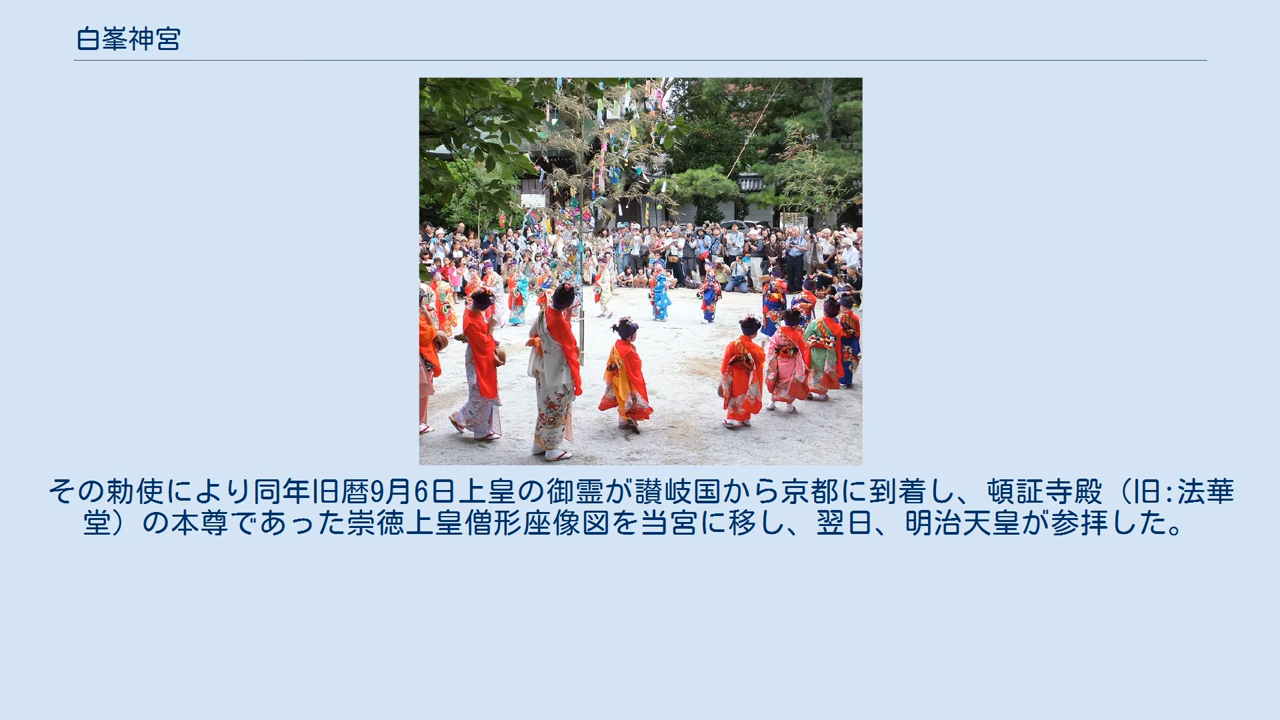 白峯神宮
その勅使により同年旧暦9月6日上皇の御霊が讃岐国から京都に到着し、頓証寺殿（旧:法華
堂）の本尊であった崇徳上皇僧形座像図を当宮に移し、翌日、明治天皇が参拝した。